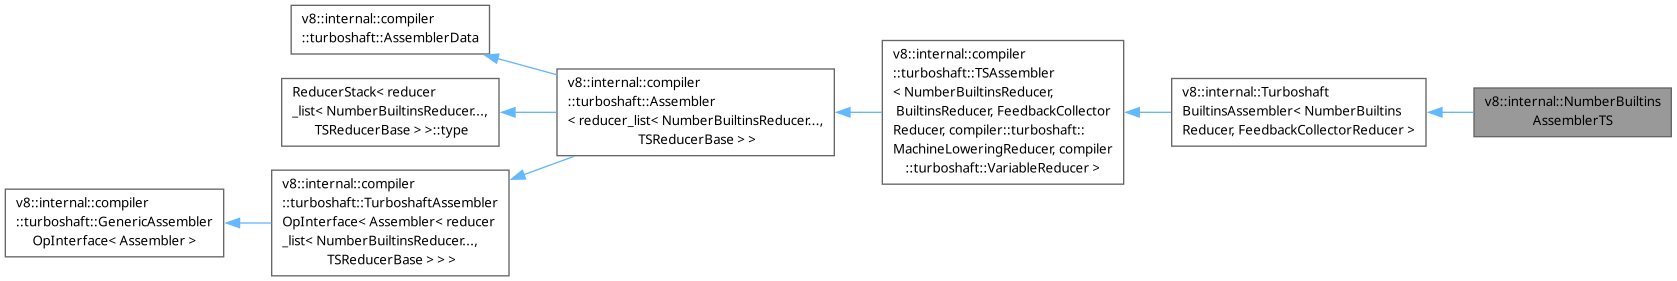 v8::internal::compiler
::turboshaft::AssemblerData
ReducerStack< reducer
_list< NumberBuiltinsReducer...,
TSReducerBase > >::type
v8::internal::compiler
::turboshaft::GenericAssembler
OpInterface< Assembler >
v8::internal::compiler
::turboshaft::TurboshaftAssembler
OpInterface< Assembler< reducer
_list< NumberBuiltinsReducer...,
TSReducerBase > > >
v8::internal::compiler
::turboshaft::Assembler
< reducer_list< NumberBuiltinsReducer...,
TSReducerBase > >
v8::internal::compiler
::turboshaft::TSAssembler
< NumberBuiltinsReducer,
BuiltinsReducer, FeedbackCollector
Reducer, compiler::turboshaft::
MachineLoweringReducer, compiler
::turboshaft::VariableReducer >
v8::internal::Turboshaft
BuiltinsAssembler< NumberBuiltins
Reducer, FeedbackCollectorReducer >
v8::internal::NumberBuiltins
AssemblerTS